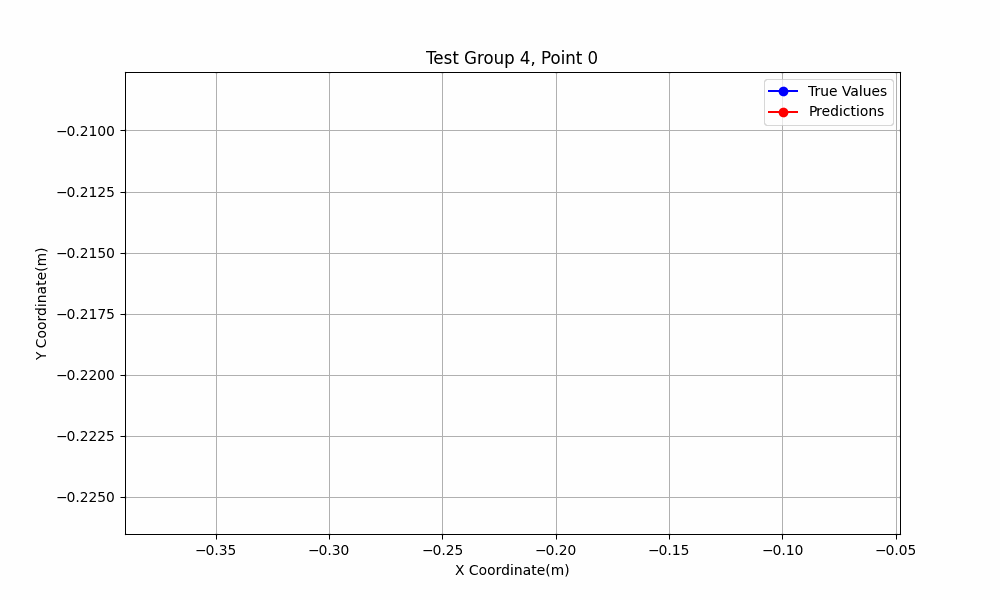 Test Group 4, Point 0
True Values
Predictions
−0.2100
−0.2125
−0.2150
−0.2175
−0.2200
−0.2225
−0.2250
Y Coordinate(m)
−0.35 −0.30 −0.25 −0.20 −0.15 −0.10 −0.05
X Coordinate(m)